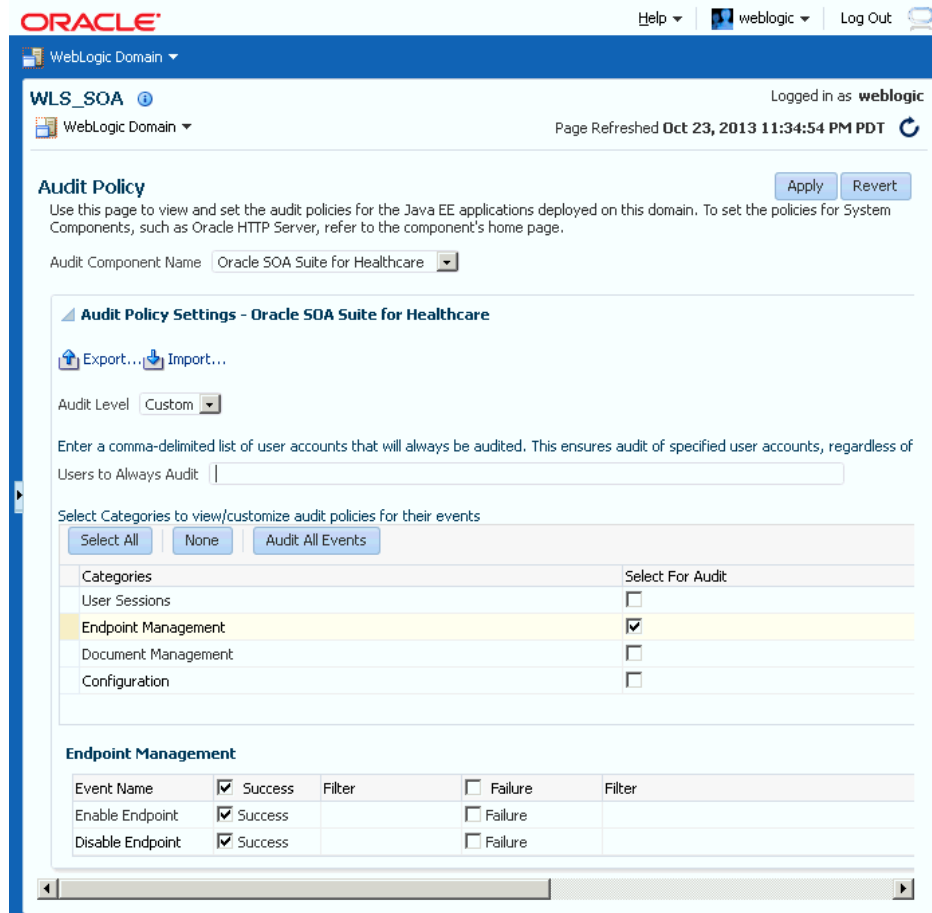 ORACLE
Help weblogic Log Out
WebLogic Domain
WLS_SOA
Logged in as weblogic
WebLogic Domain
Page Refreshed Oct 23, 2013 11:34:54 PM PDT
Audit Policy
Apply Revert
Use this page to view and set the audit policies for the Java EE applications deployed on this domain. To set the policies for System
Components, such as Oracle HTTP Server, refer to the component's home page.
Audit Component Name Oracle SOA Suite for Healthcare
Audit Policy Settings - Oracle SOA Suite for Healthcare
Export... Import...
Audit Level Custom
Enter a comma-delimited list of user accounts that will always be audited. This ensures audit of specified user accounts, regardless of
Users to Always Audit
Select Categories to view/customize audit policies for their events
Select All None Audit All Events
Categories Select For Audit
User Sessions
Endpoint Management
Document Management
Configuration
Endpoint Management
Event Name Success Filter Failure Filter
Enable Endpoint Success Failure
Disable Endpoint Success Failure